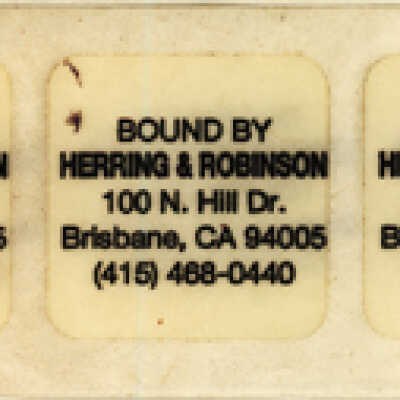 BOUND BY
HERRING & ROBINSON
100 N. Hill Dr.
Brisbane, CA 94005
(415) 468-0440